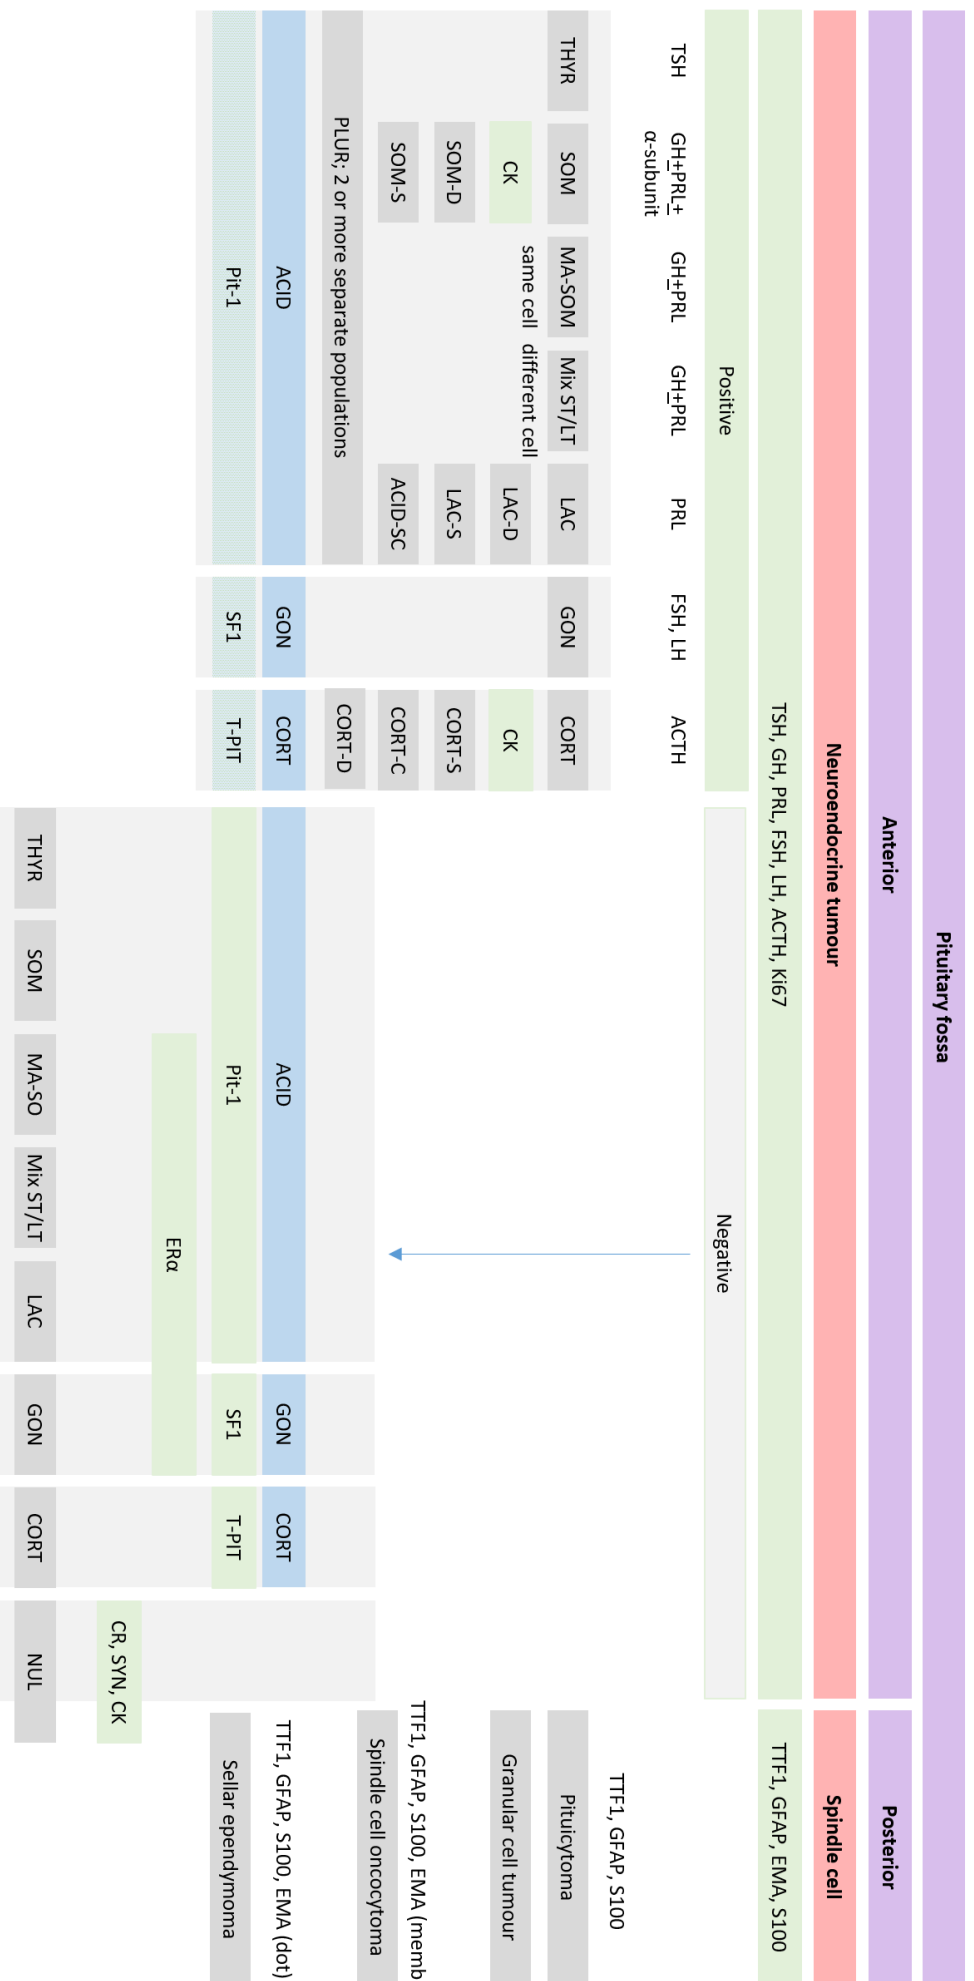 Pituitary fossa
Anterior
Posterior
Neuroendocrine tumour
Spindle cell
TSH, GH, PRL, FSH, LH, ACTH, Ki67
TTF1, GFAP, EMA, S100
Positive
Negative
TSH
GH+PRL±
α-subunit
GH±PRL
GH±PRL
PRL
FSH, LH
ACTH
THYR
SOM
MA-SOM
Mix ST/LT
LAC
GON
CORT
same cell
different cell
CK
LAC-D
CK
SOM-D
LAC-S
CORT-S
SOM-S
ACID-SC
CORT-C
PLUR; 2 or more separate populations
CORT-D
ACID
GON
CORT
Pit-1
SF1
T-PIT
ACID
GON
CORT
Pit-1
SF1
T-PIT
ERα
CR, SYN, CK
THYR
SOM
MA-SO
Mix ST/LT
LAC
GON
CORT
NUL
TTF1, GFAP, S100
Pituicytoma
Granular cell tumour
TTF1, GFAP, S100, EMA (memb
Spindle cell oncocytoma
TTF1, GFAP, S100, EMA (dot)
Sellar ependymoma